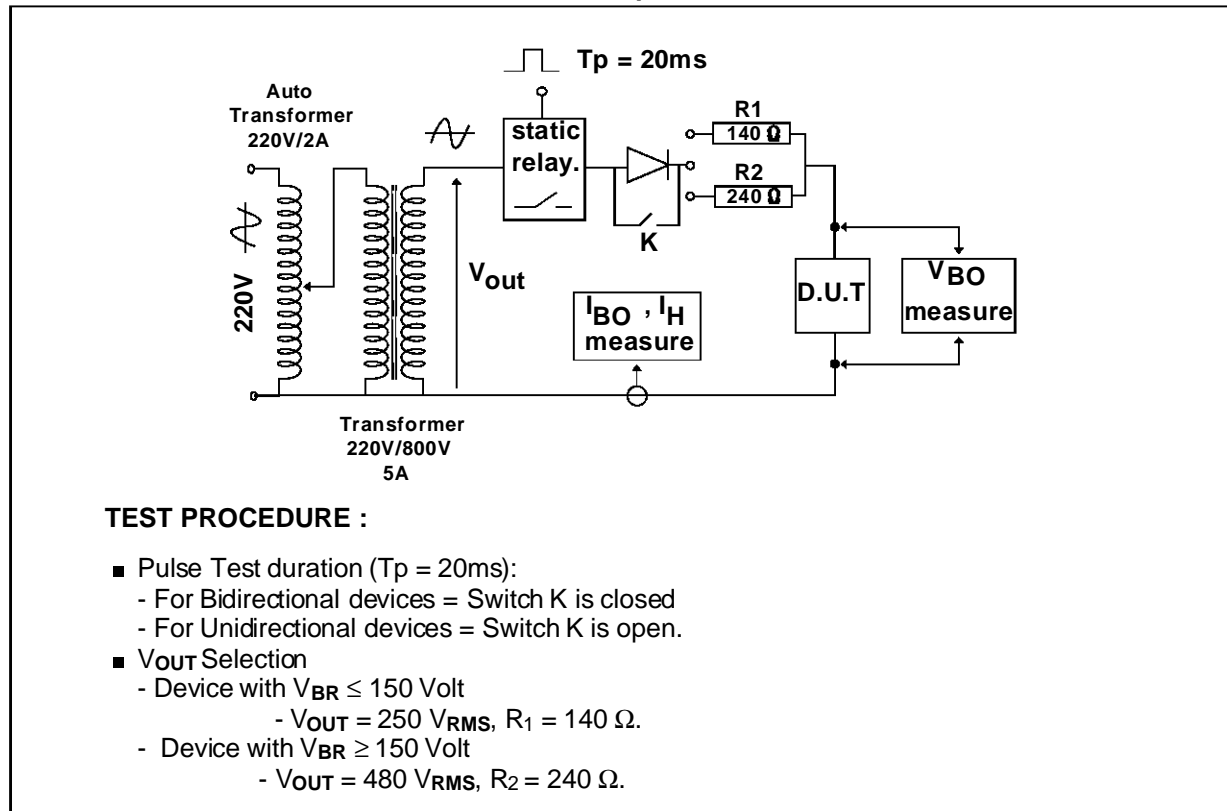 Tp = 20ms
Auto
Transformer
220V/2A
static
relay.
R1
140 Ω
R2
240 Ω
K
220V
Vout
IBO , IH
measure
D.U.T
VBO
measure
Transformer
220V/800V
5A
TEST PROCEDURE :
■ Pulse Test duration (Tp = 20ms):
- For Bidirectional devices = Switch K is closed
- For Unidirectional devices = Switch K is open.
■ VOUT Selection
- Device with VBR ≤ 150 Volt
- VOUT = 250 VRMS, R1 = 140 Ω.
- Device with VBR ≥ 150 Volt
- VOUT = 480 VRMS, R2 = 240 Ω.